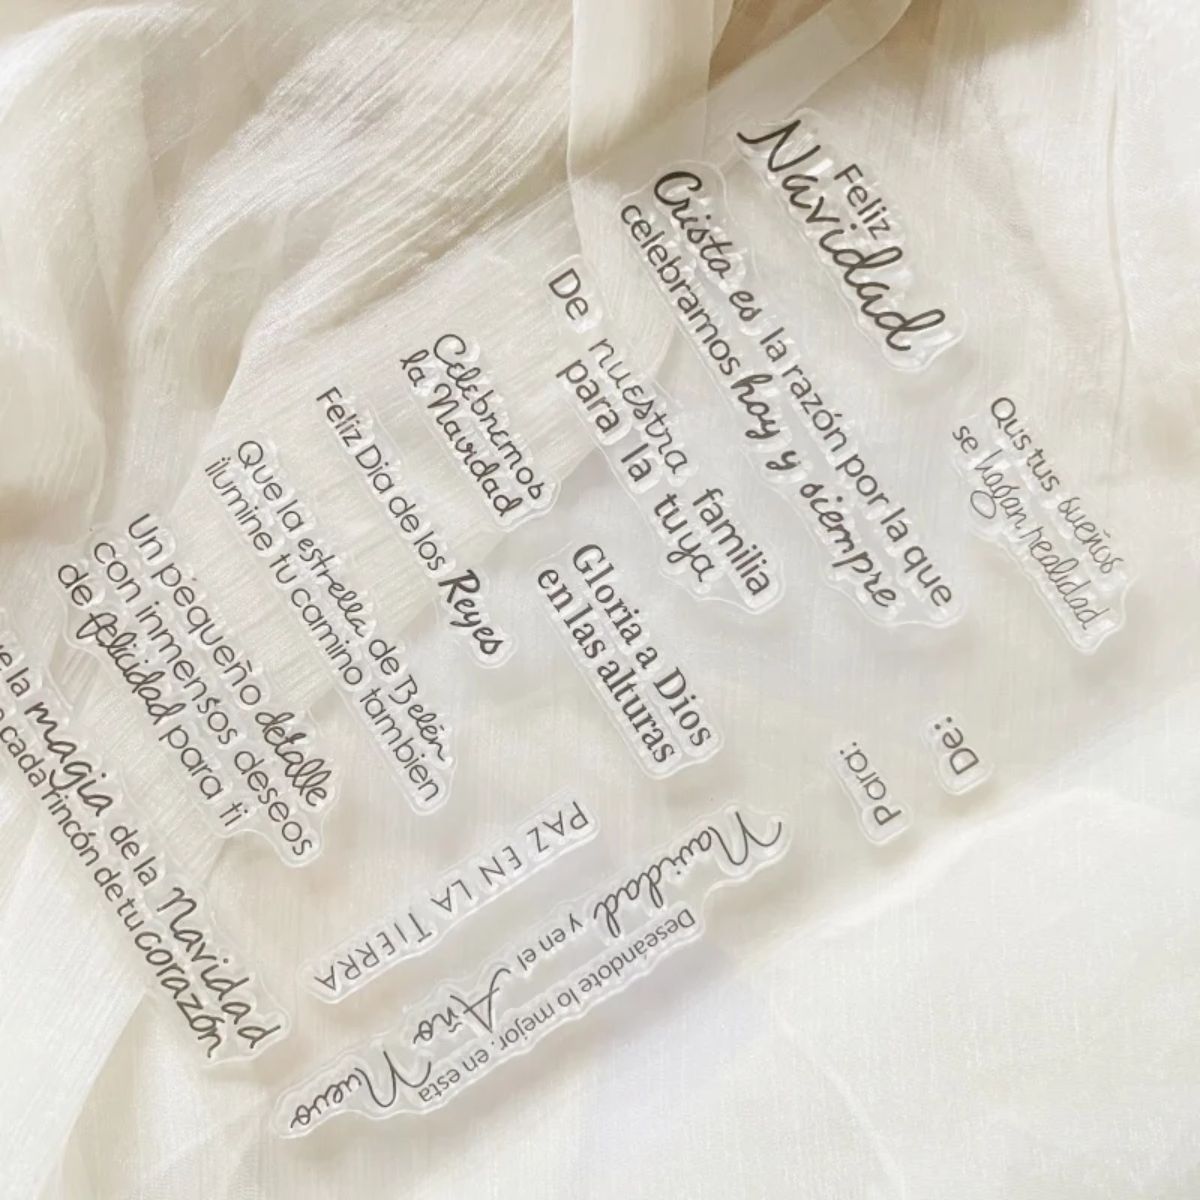 Feliz
Navidad
Cristo es la razón por la que
celebramos hoy y siempre
Qus tus sueños
se hagan realidad
De nuestra familia
para la tuya
Celebremos
la Navidad
Feliz Día de los Reyes
Gloria a Dios
en las alturas
Que la estrella de Belén
ilumine tu camino también
Un pequeño detalle
con inmensos deseos
de felicidad para ti
la magia de la Navidad
cada rincón de tu corazón
De:
Para:
PAZ EN LA TIERRA
Deseándote lo mejor, en esta
Navidad y en el Año Nuevo